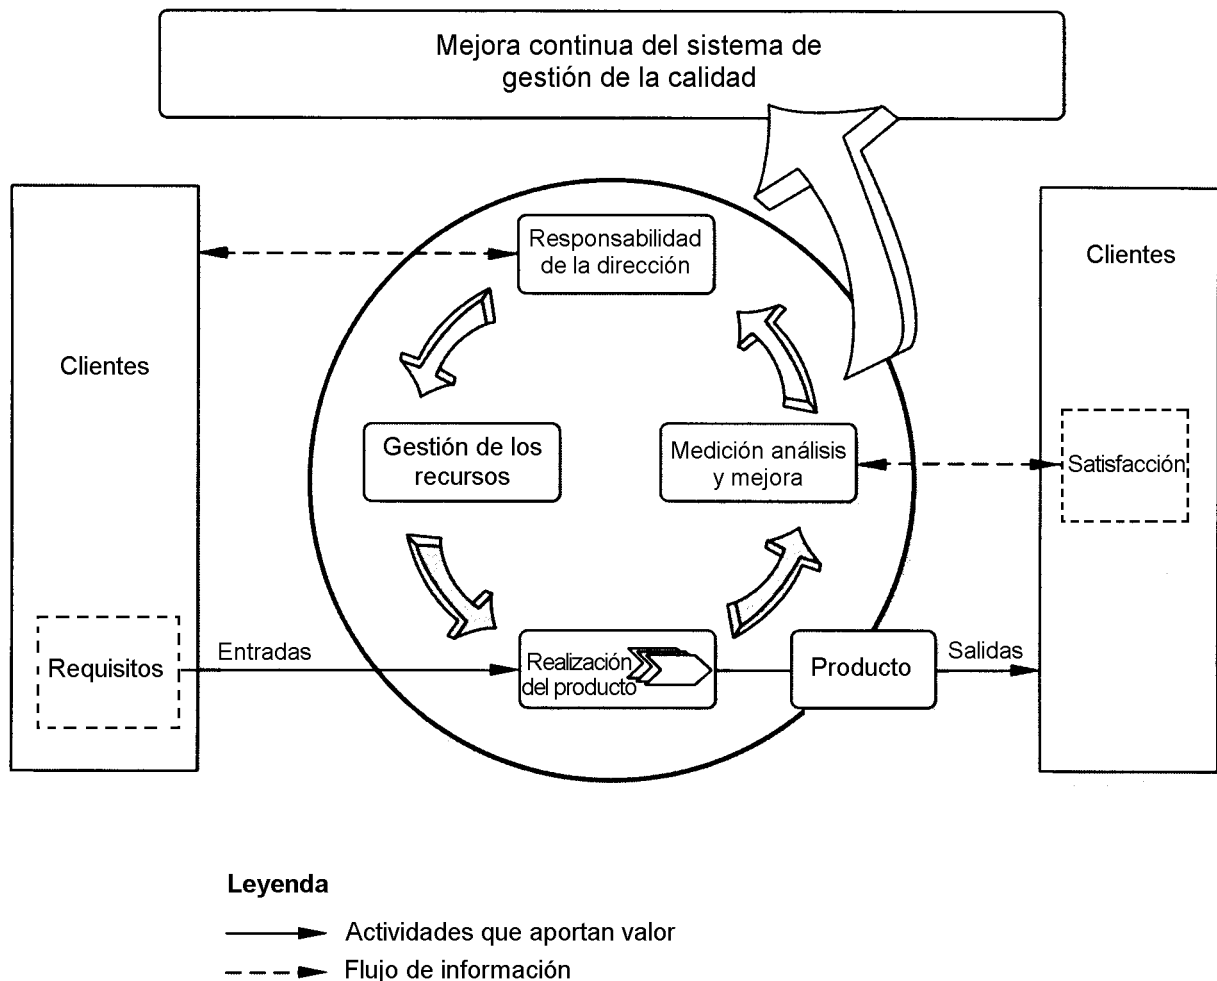 Mejora continua del sistema de
gestión de la calidad
Responsabilidad
de la dirección
Clientes
Clientes
Gestión de los
recursos
Medición análisis
y mejora
Satisfacción
Requisitos
Entradas
Realización
del producto
Producto
Salidas
Leyenda
Actividades que aportan valor
Flujo de información